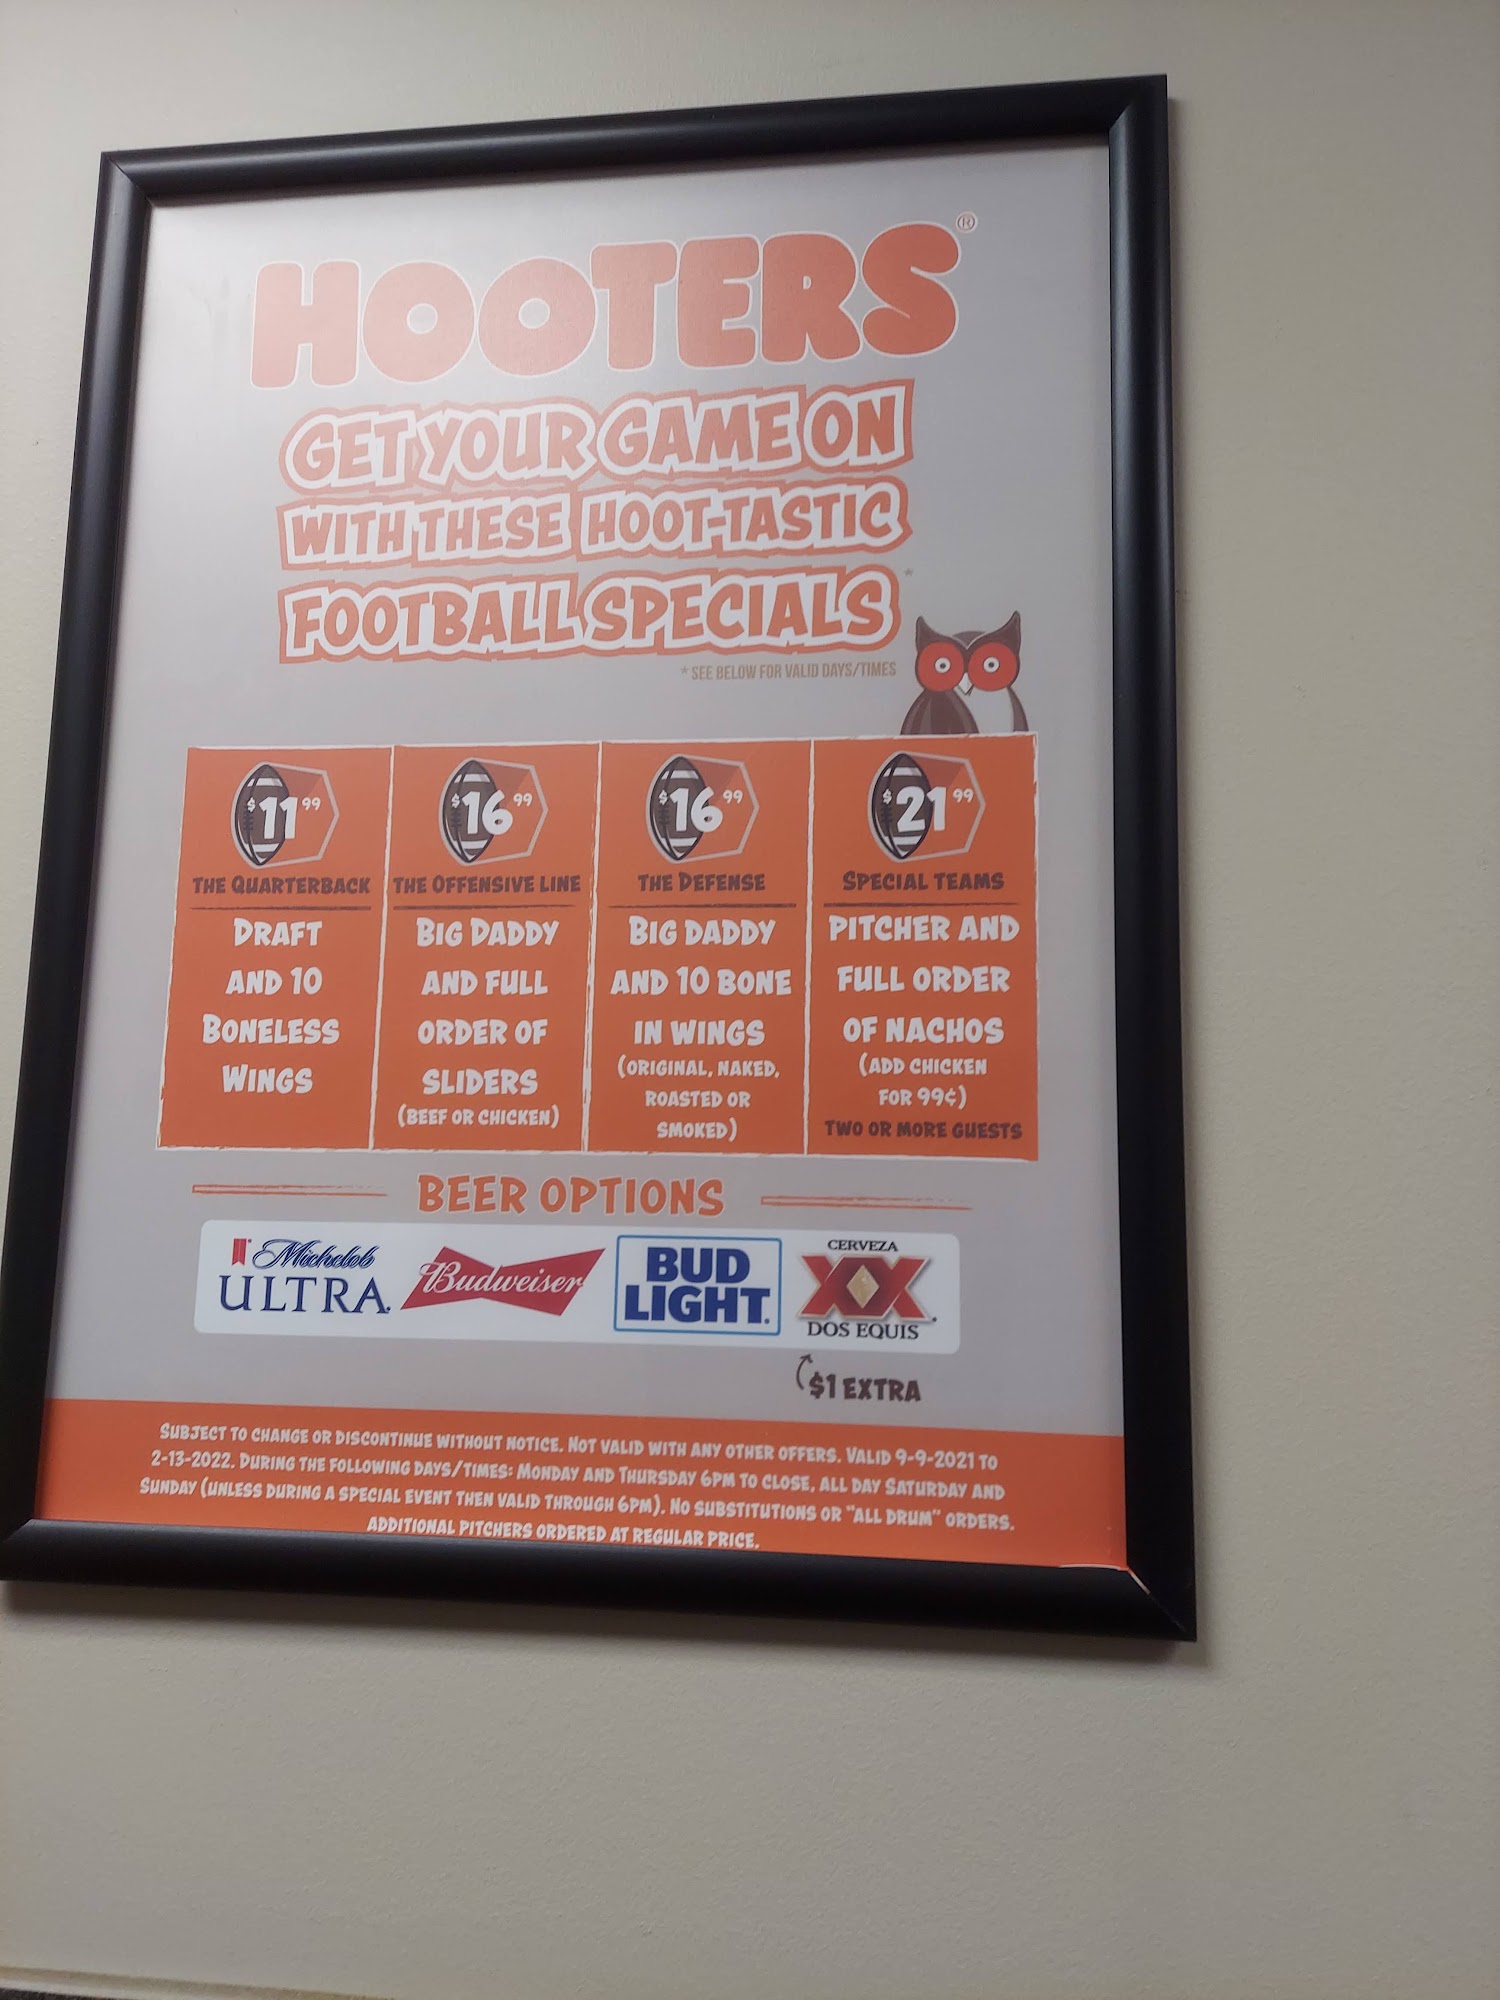 HOOTERS®
GET YOUR GAME ON
WITH THESE HOOT-TASTIC
FOOTBALL SPECIALS*
*SEE BELOW FOR VALID DAYS/TIMES
$11.99
THE QUARTERBACK
DRAFT
AND 10
BONELESS
WINGS
$16.99
THE OFFENSIVE LINE
BIG DADDY
AND FULL
ORDER OF
SLIDERS
(BEEF OR CHICKEN)
$16.99
THE DEFENSE
BIG DADDY
AND 10 BONE
IN WINGS
(ORIGINAL, NAKED,
ROASTED OR
SMOKED)
$21.99
SPECIAL TEAMS
PITCHER AND
FULL ORDER
OF NACHOS
(ADD CHICKEN
FOR 99¢)
TWO OR MORE GUESTS
BEER OPTIONS
Michelob
ULTRA
Budweiser
BUD
LIGHT
CERVEZA
XX
DOS EQUIS
$1 EXTRA
SUBJECT TO CHANGE OR DISCONTINUE WITHOUT NOTICE. NOT VALID WITH ANY OTHER OFFERS. VALID 9-9-2021 TO
2-13-2022. DURING THE FOLLOWING DAYS/TIMES: MONDAY AND THURSDAY 6PM TO CLOSE, ALL DAY SATURDAY AND
SUNDAY (UNLESS DURING A SPECIAL EVENT THEN VALID THROUGH 6PM). NO SUBSTITUTIONS OR "ALL DRUM" ORDERS.
ADDITIONAL PITCHERS ORDERED AT REGULAR PRICE.